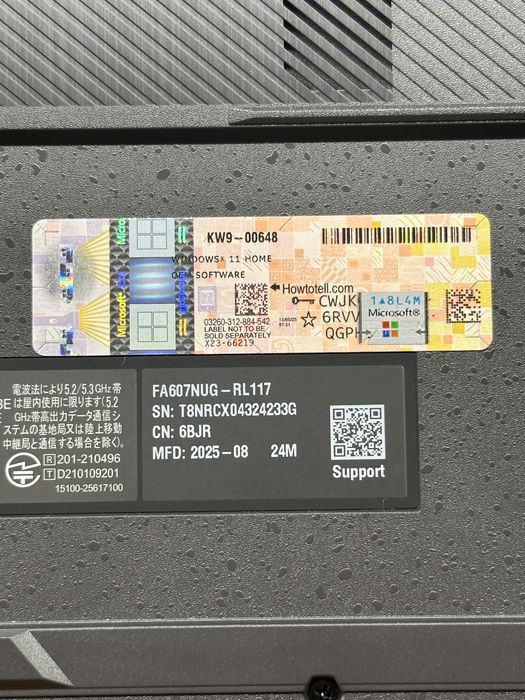 KW9-00648
WINDOWS® 11 HOME
OEM SOFTWARE
Howtotell.com
03260-312-884-542
LABEL NOT TO BE
SOLD SEPARATELY
X23-66219
CWJK
6RVV
QGPH
1▲8L4M
Microsoft®
Microsoft
電波法により5.2/5.3GHz帯
は屋内使用に限ります(5.2
GHz帯高出力データ通信シ
ステムの基地局又は陸上移動
中継局と通信する場合を除く)。
R 201-210496
T D210109201
15100-25617100
FA607NUG-RL117
SN: T8NRCX04324233G
CN: 6BJR
MFD: 2025-08 24M
Support